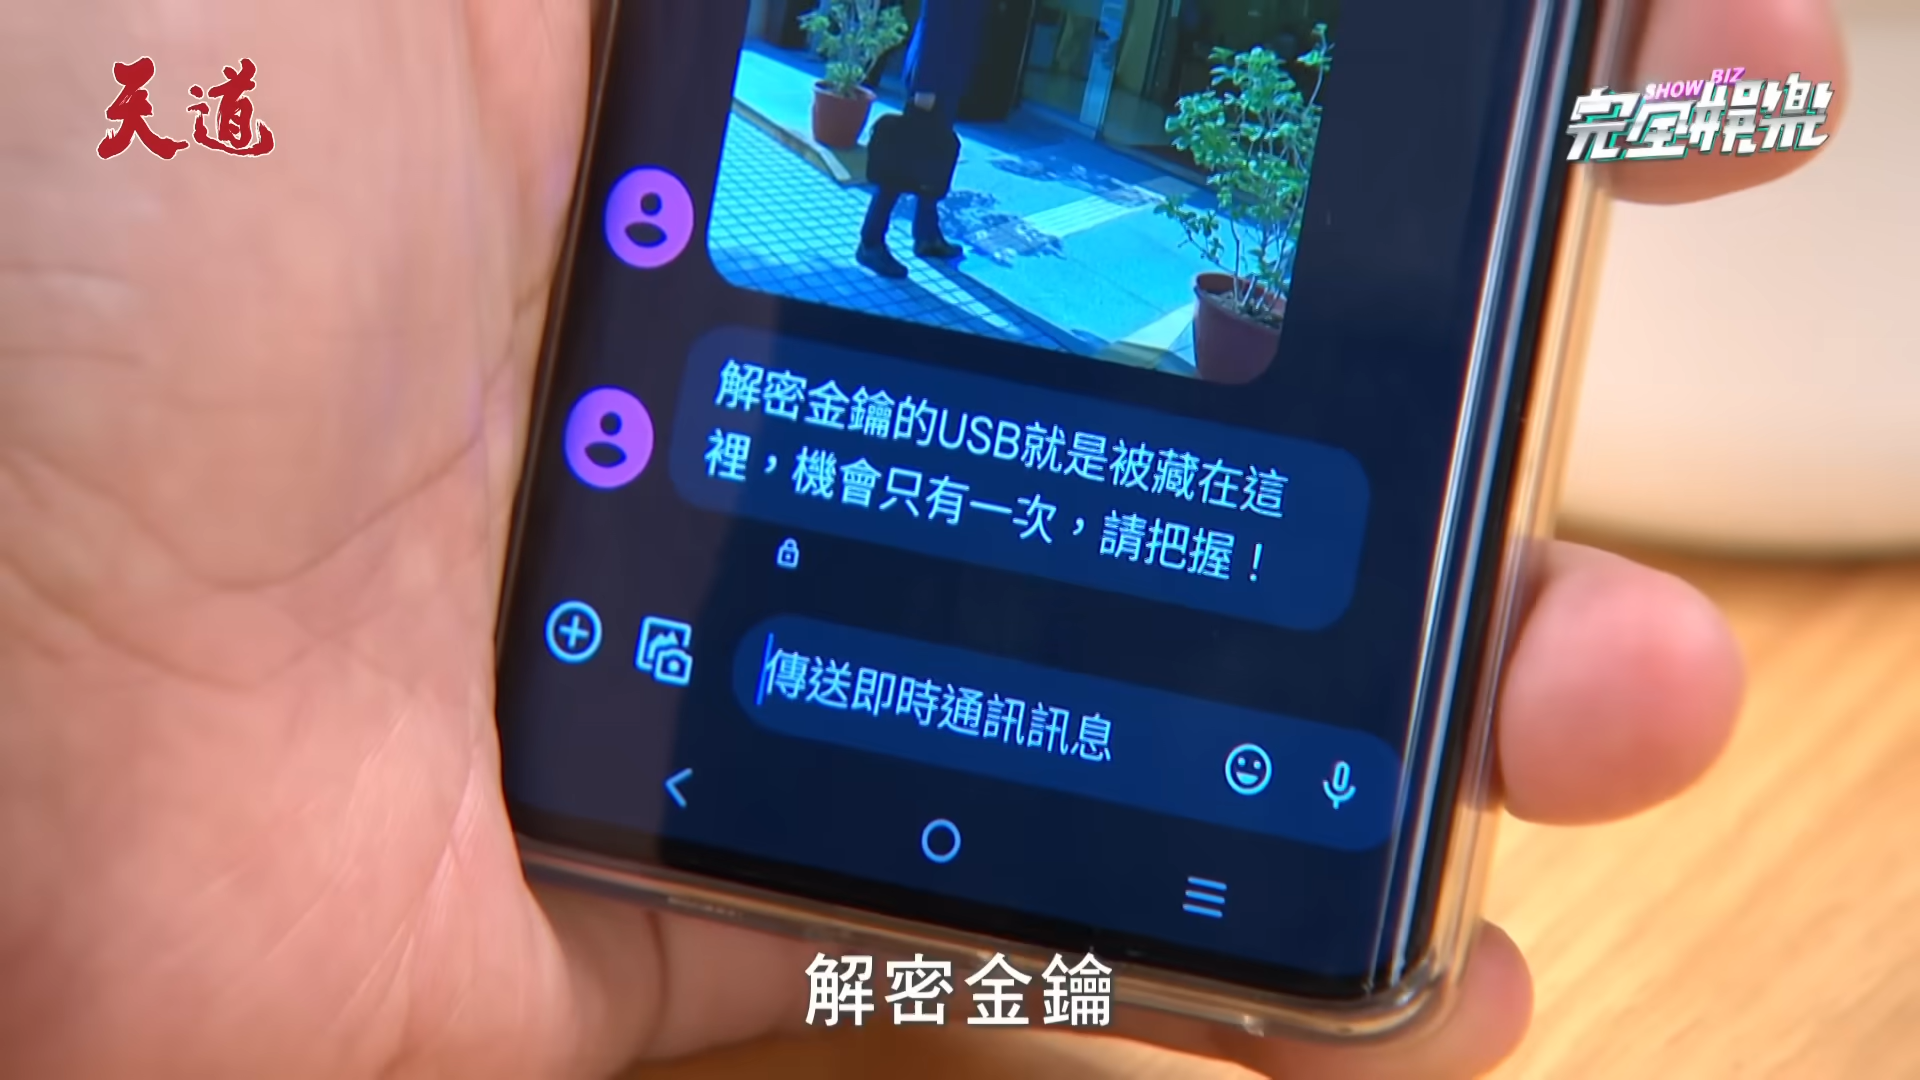 天道
SHOW BIZ
完全娛樂
解密金鑰的USB就是被藏在這
裡，機會只有一次，請把握！
傳送即時通訊訊息
解密金鑰